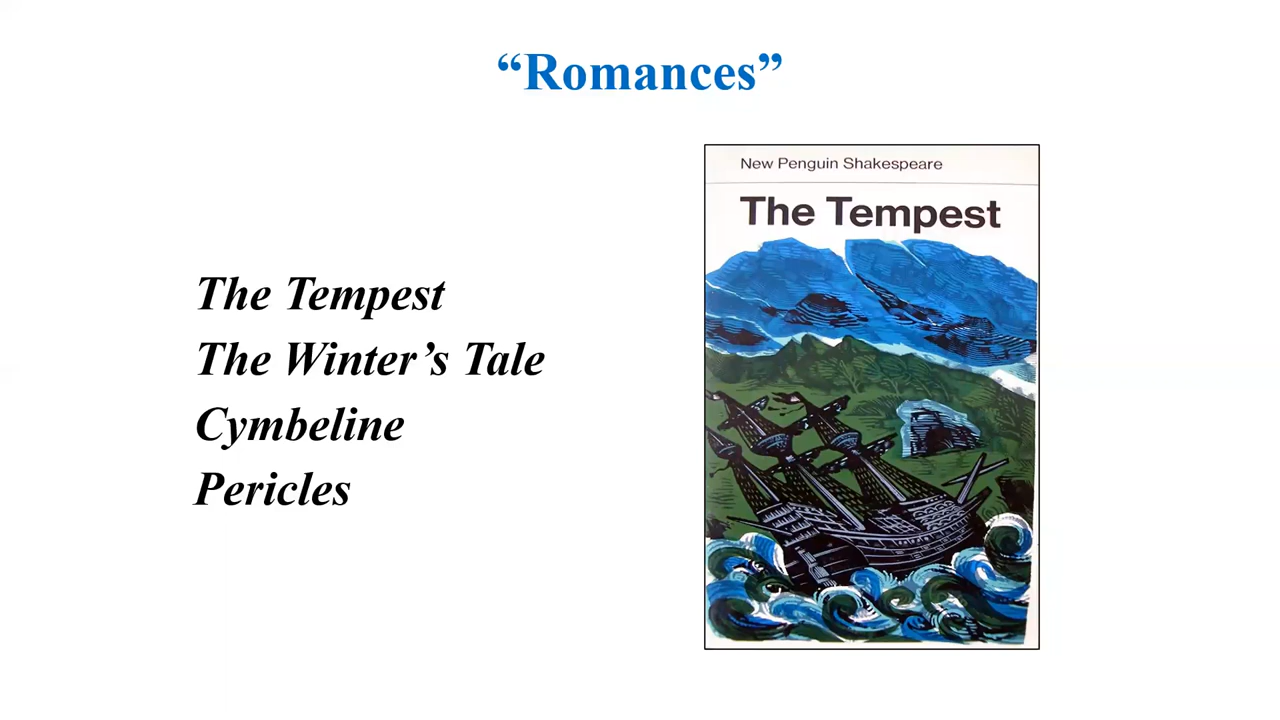 “Romances”
The Tempest
The Winter’s Tale
Cymbeline
Pericles
New Penguin Shakespeare
The Tempest